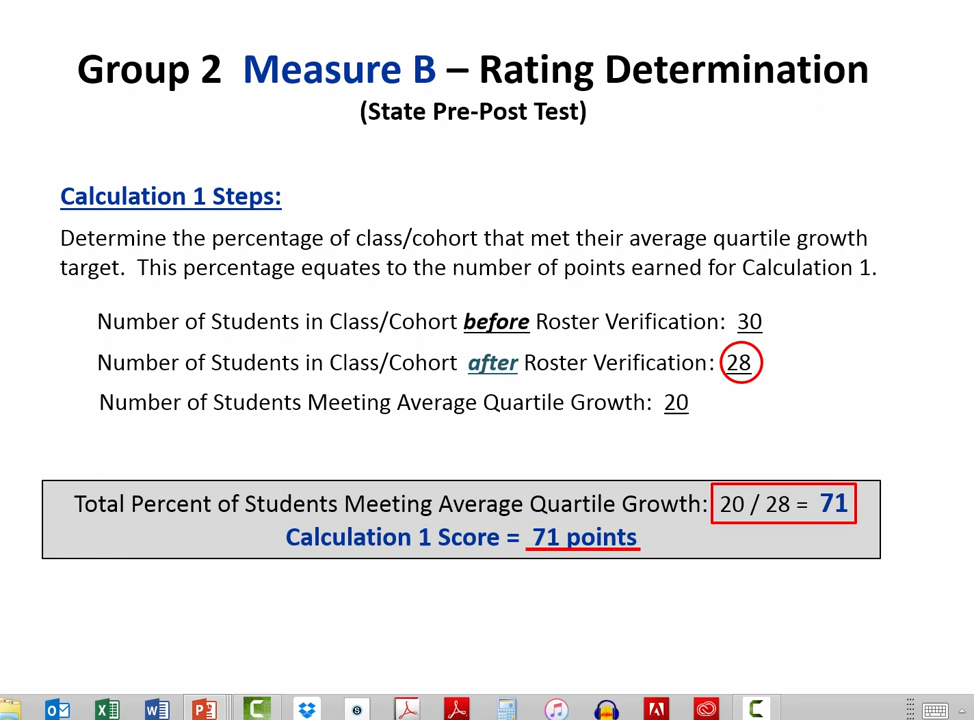 Group 2 Measure B – Rating Determination
(State Pre-Post Test)
Calculation 1 Steps:
Determine the percentage of class/cohort that met their average quartile growth
target. This percentage equates to the number of points earned for Calculation 1.
Number of Students in Class/Cohort before Roster Verification: 30
Number of Students in Class/Cohort after Roster Verification: 28
Number of Students Meeting Average Quartile Growth: 20
Total Percent of Students Meeting Average Quartile Growth: 20 / 28 = 71
Calculation 1 Score = 71 points